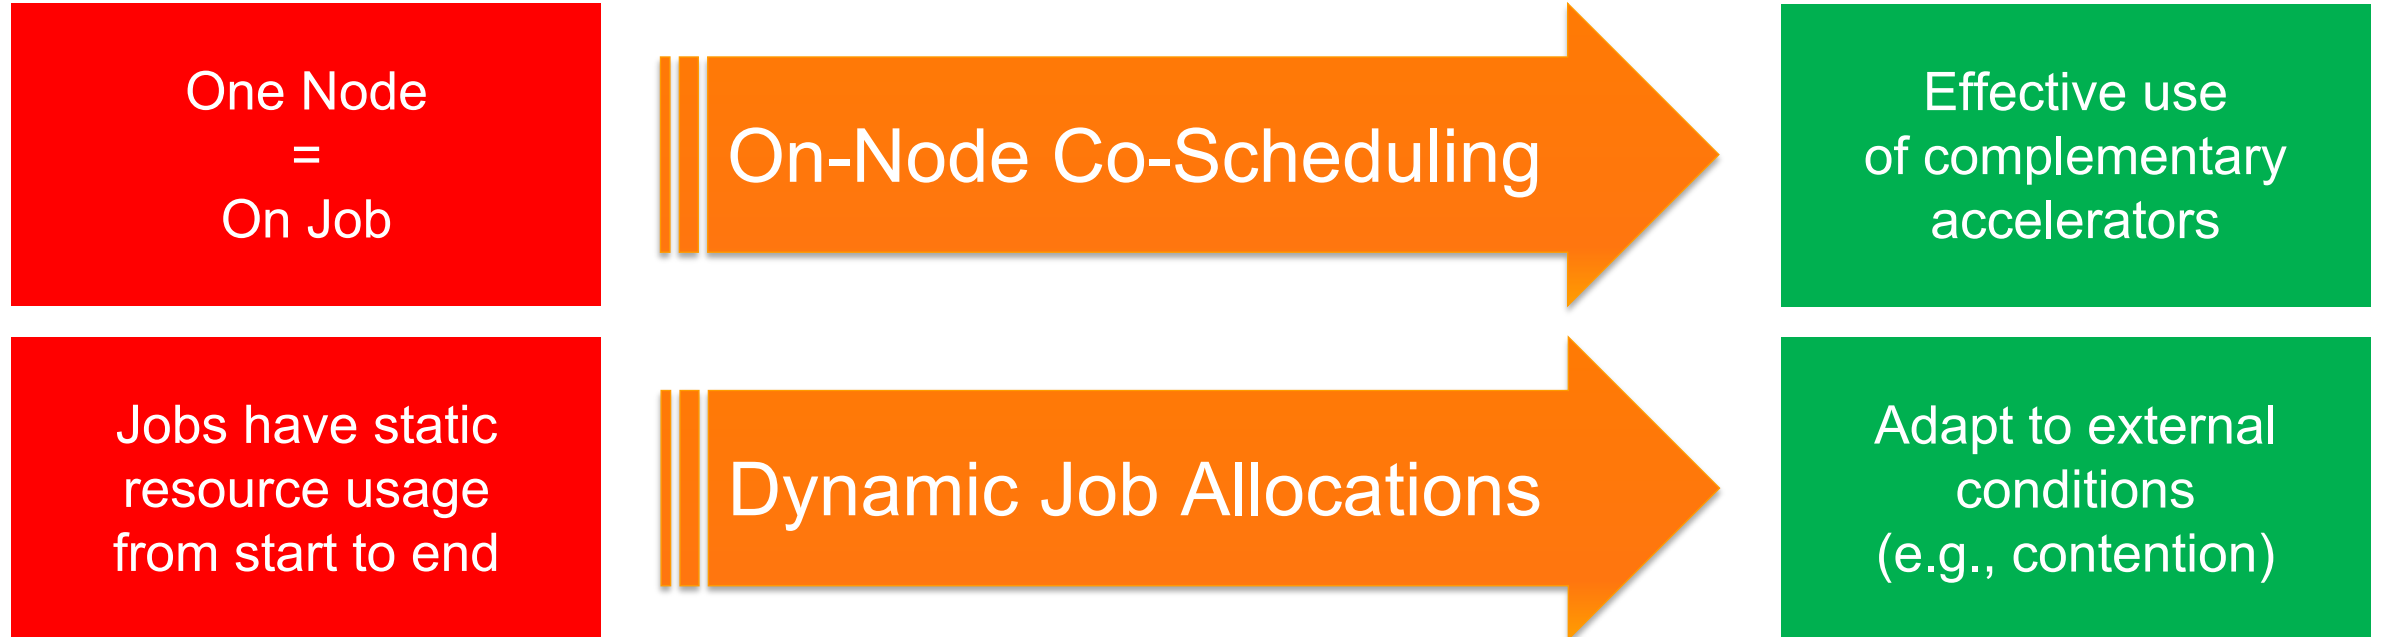 One Node
=
On Job
On-Node Co-Scheduling
Effective use
of complementary
accelerators
Jobs have static
resource usage
from start to end
Dynamic Job Allocations
Adapt to external
conditions
(e.g., contention)